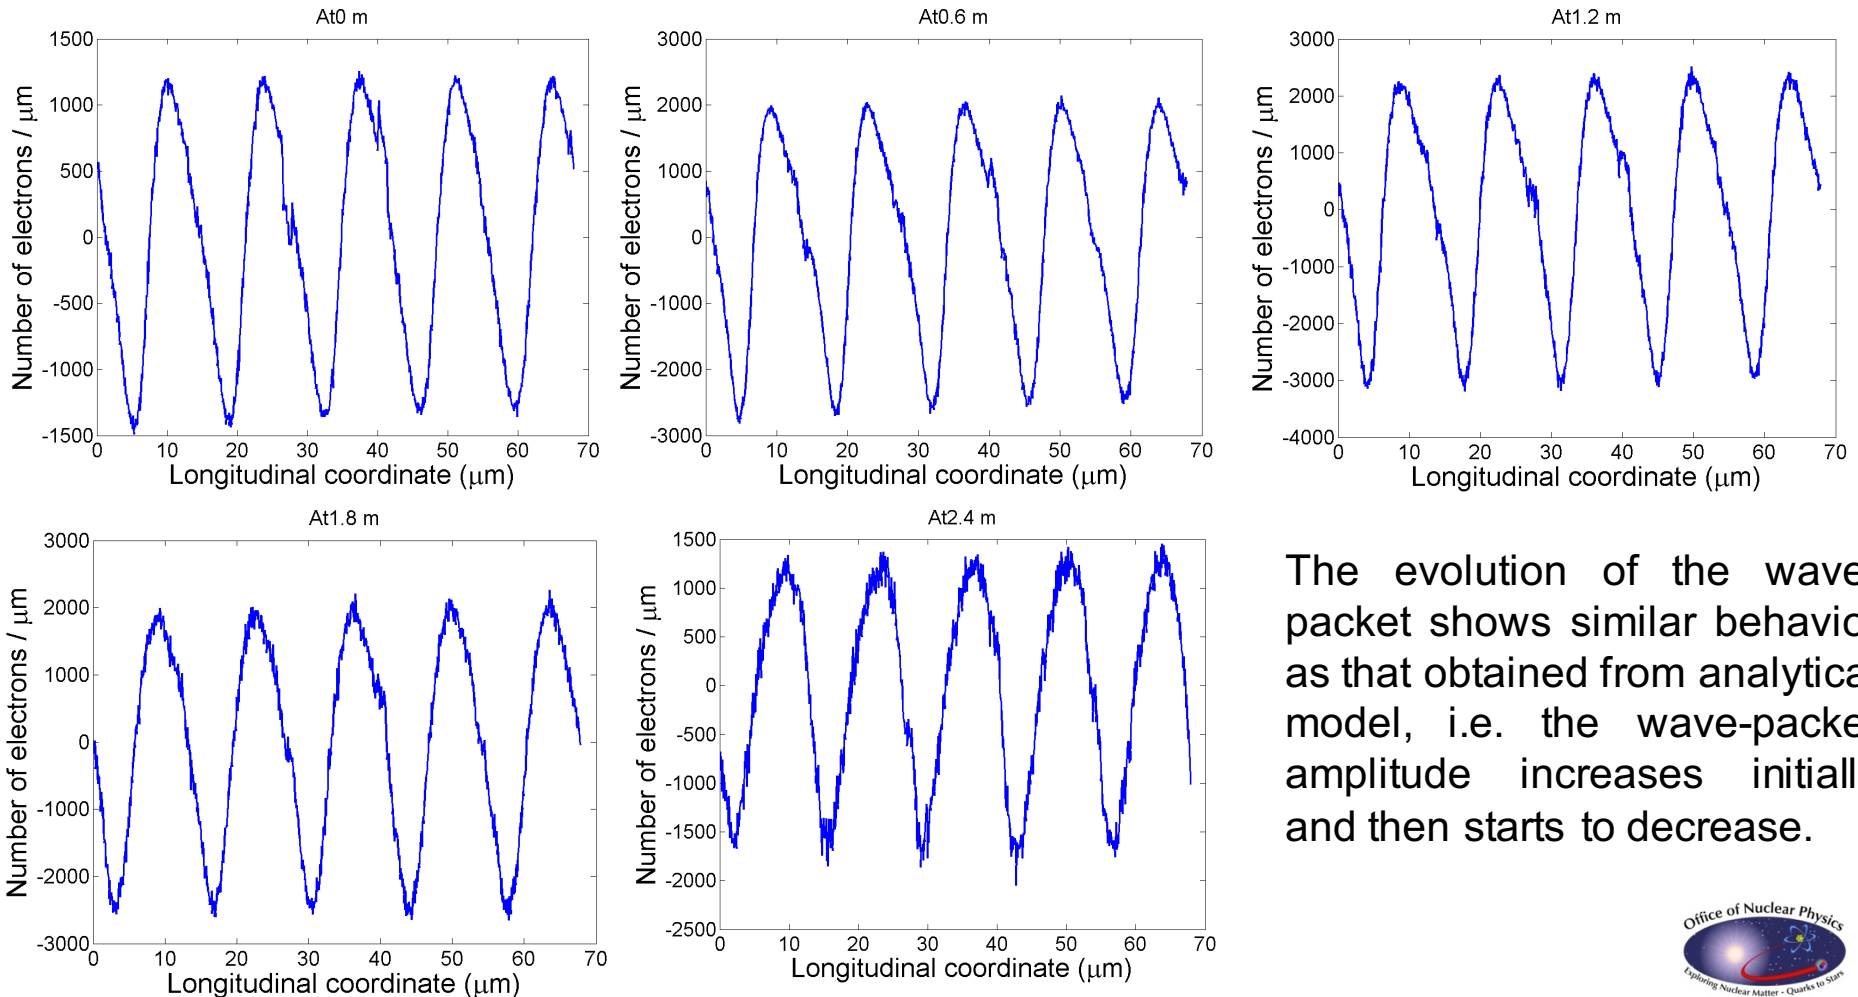 At0 m
1500
1000
500
0
-500
-1000
-1500
0 10 20 30 40 50 60 70
Number of electrons / μm
Longitudinal coordinate (μm)
At0.6 m
3000
2000
1000
0
-1000
-2000
-3000
0 10 20 30 40 50 60 70
Number of electrons / μm
Longitudinal coordinate (μm)
At1.2 m
3000
2000
1000
0
-1000
-2000
-3000
-4000
0 10 20 30 40 50 60 70
Number of electrons / μm
Longitudinal coordinate (μm)
At1.8 m
3000
2000
1000
0
-1000
-2000
-3000
0 10 20 30 40 50 60 70
Number of electrons / μm
Longitudinal coordinate (μm)
At2.4 m
1500
1000
500
0
-500
-1000
-1500
-2000
-2500
0 10 20 30 40 50 60 70
Number of electrons / μm
Longitudinal coordinate (μm)
The evolution of the wave
packet shows similar behavio
as that obtained from analytica
model, i.e. the wave-packe
amplitude increases initiall
and then starts to decrease.
Office of Nuclear Physics
Exploring Nuclear Matter - Quarks to Stars